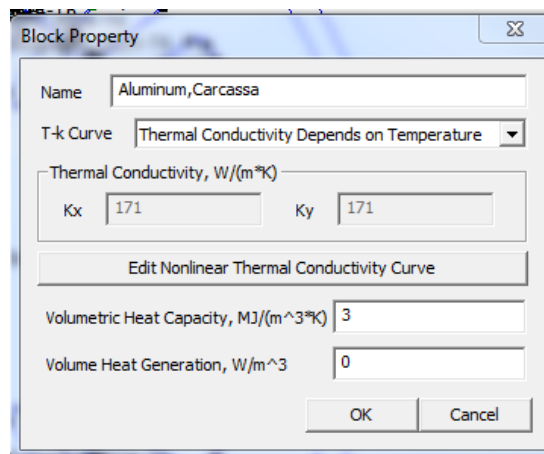 Block Property
Name Aluminum,Carcassa
T-k Curve Thermal Conductivity Depends on Temperature
Thermal Conductivity, W/(m*K)
Kx 171 Ky 171
Edit Nonlinear Thermal Conductivity Curve
Volumetric Heat Capacity, MJ/(m^3*K) 3
Volume Heat Generation, W/m^3 0
OK Cancel